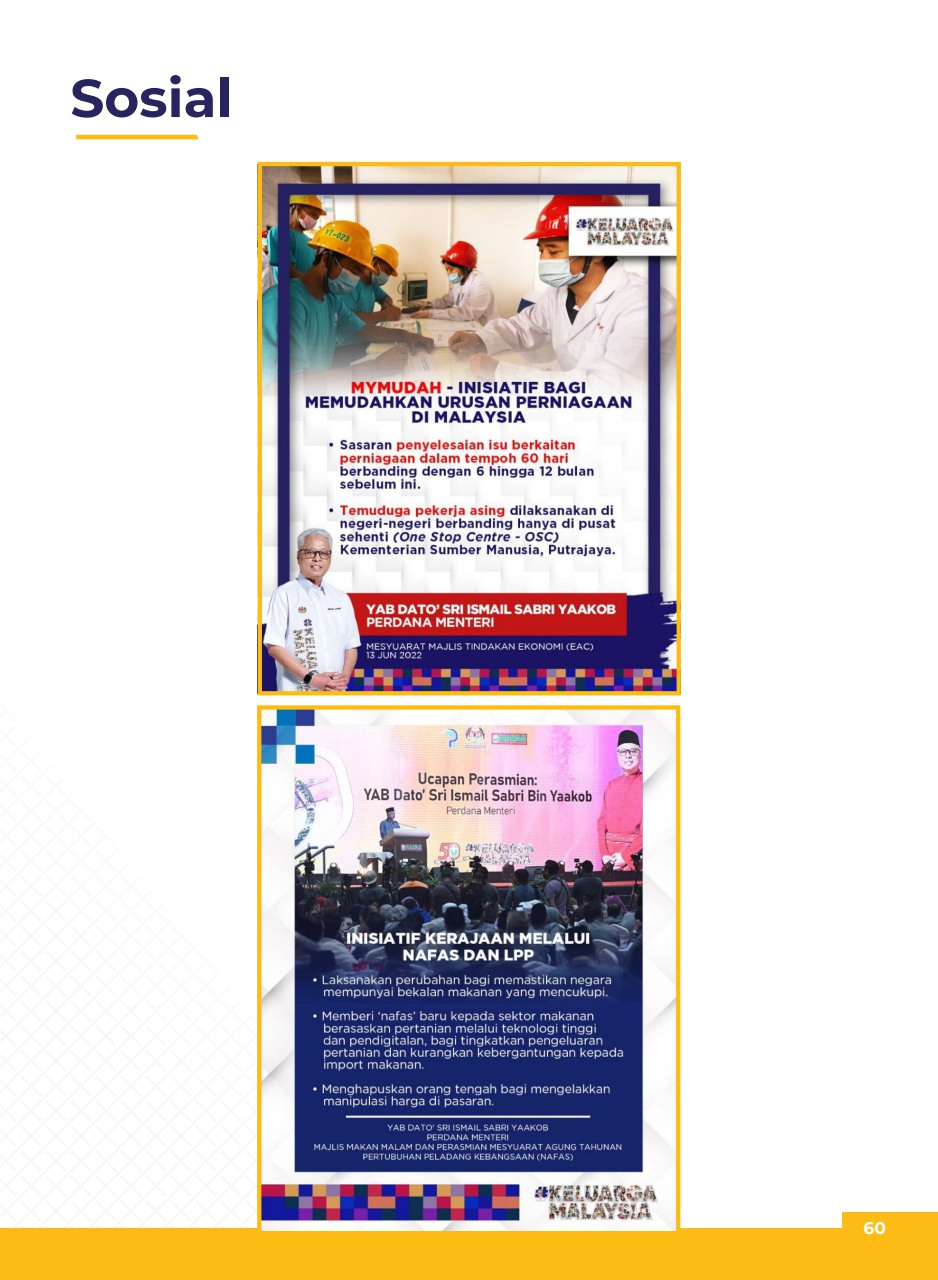 Sosial
#KELUARGA
MALAYSIA
YT-023
MYMUDAH - INISIATIF BAGI
MEMUDAHKAN URUSAN PERNIAGAAN
DI MALAYSIA
• Sasaran penyelesaian isu berkaitan
perniagaan dalam tempoh 60 hari
berbanding dengan 6 hingga 12 bulan
sebelum ini.
• Temuduga pekerja asing dilaksanakan di
negeri-negeri berbanding hanya di pusat
sehenti (One Stop Centre - OSC)
Kementerian Sumber Manusia, Putrajaya.
YAB DATO' SRI ISMAIL SABRI YAAKOB
PERDANA MENTERI
MESYUARAT MAJLIS TINDAKAN EKONOMI (EAC)
13 JUN 2022
Ucapan Perasmian:
YAB Dato' Sri Ismail Sabri Bin Yaakob
Perdana Menteri
50
#KELUARGA
MALAYSIA
INISIATIF KERAJAAN MELALUI
NAFAS DAN LPP
• Laksanakan perubahan bagi memastikan negara
mempunyai bekalan makanan yang mencukupi.
• Memberi ‘nafas’ baru kepada sektor makanan
berasaskan pertanian melalui teknologi tinggi
dan pendigitalan, bagi tingkatkan pengeluaran
pertanian dan kurangkan kebergantungan kepada
import makanan.
• Menghapuskan orang tengah bagi mengelakkan
manipulasi harga di pasaran.
YAB DATO' SRI ISMAIL SABRI YAAKOB
PERDANA MENTERI
MAJLIS MAKAN MALAM DAN PERASMIAN MESYUARAT AGUNG TAHUNAN
PERTUBUHAN PELADANG KEBANGSAAN (NAFAS)
#KELUARGA
MALAYSIA
60